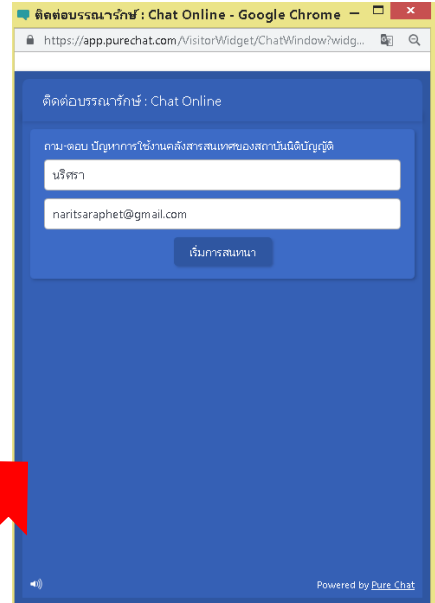 ติดต่อบรรณารักษ์ : Chat Online - Google Chrome
https://app.purechat.com/VisitorWidget/ChatWindow?widg...
ติดต่อบรรณารักษ์ : Chat Online
ถาม-ตอบ ปัญหาการใช้งานคลังสารสนเทศของสถาบันนิติบัญญัติ
นริศรา
naritsaraphet@gmail.com
เริ่มการสนทนา
Powered by Pure Chat